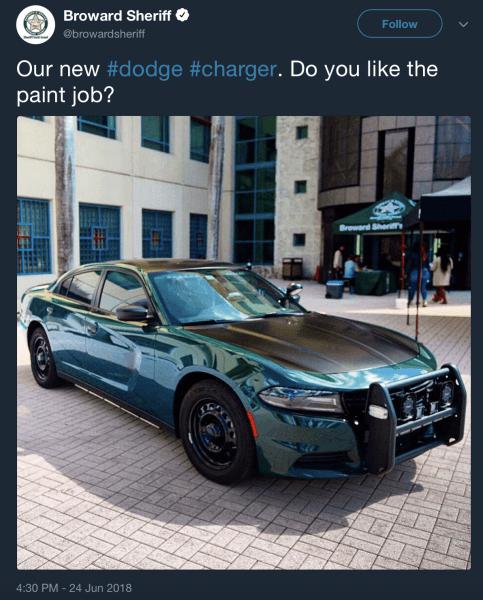 Broward Sheriff
@browardsheriff
Follow
Our new #dodge #charger. Do you like the
paint job?
Broward Sheriff's
4:30 PM - 24 Jun 2018